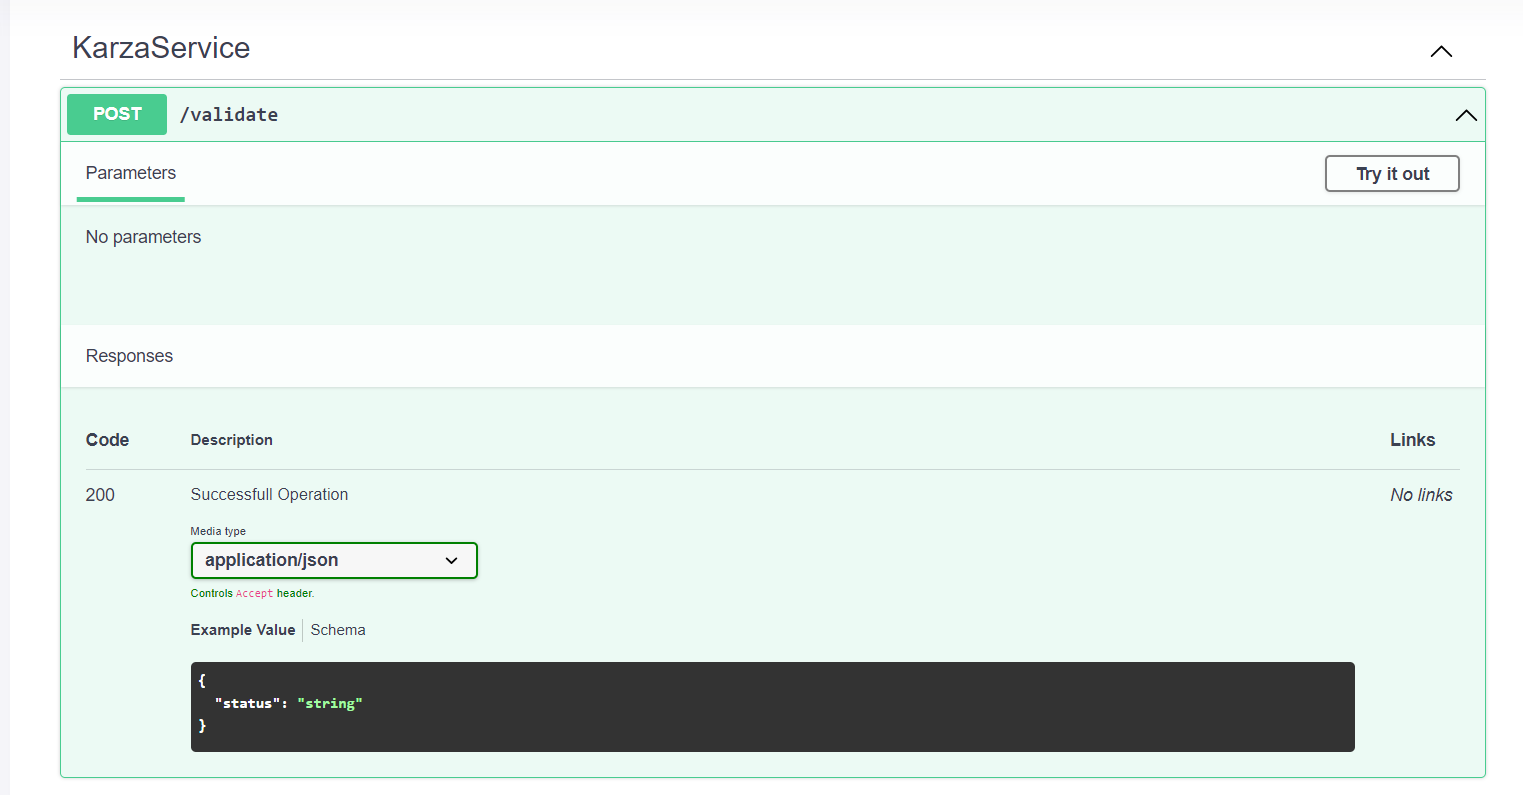 KarzaService
POST /validate
Parameters
Try it out
No parameters
Responses
Code Description Links
200 Successfull Operation No links
Media type
application/json
Controls Accept header.
Example Value Schema
{
"status": "string"
}